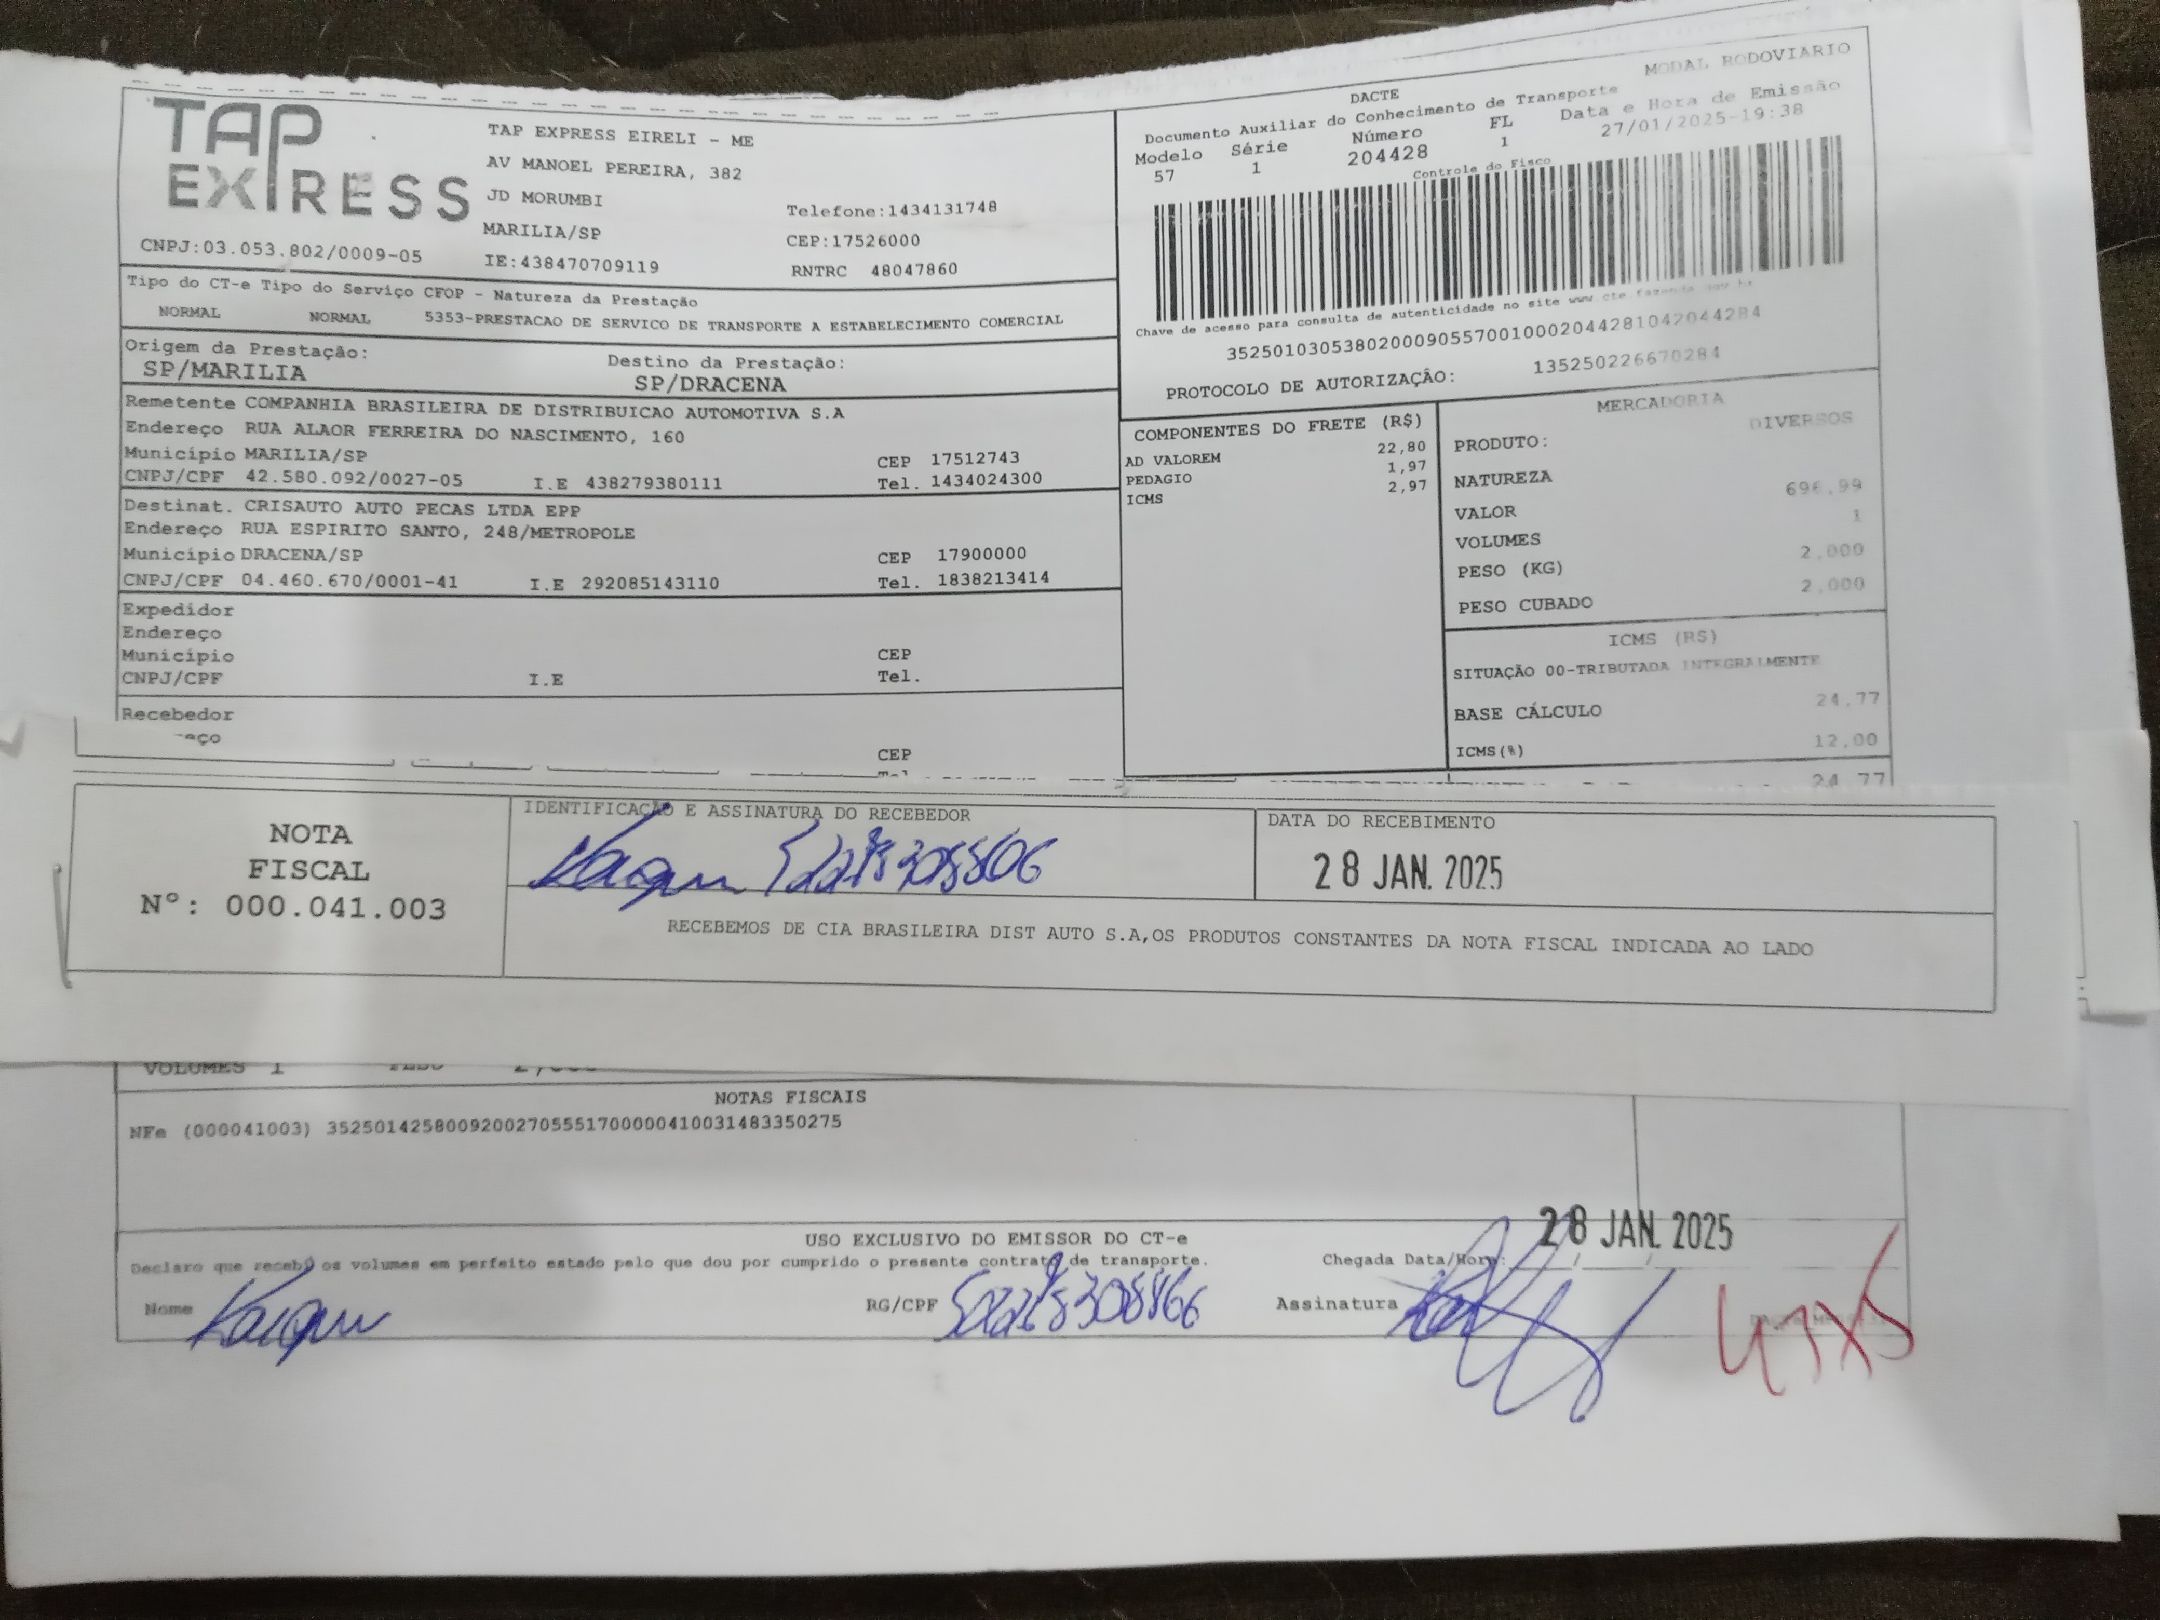 TAP
EXPRESS
TAP EXPRESS EIRELI - ME
AV MANOEL PEREIRA, 382
JD MORUMBI
Telefone:1434131748
MARILIA/SP
CEP:17526000
CNPJ:03.053.802/0009-05
IE:438470709119
RNTRC 48047860
DACTE
MODAL RODOVIARIO
Documento Auxiliar do Conhecimento de Transporte
Modelo Série Número FL Data e Hora de Emissão
57 1 204428 1 27/01/2025-19:38
Controle do Fisco
Chave de acesso para consulta de autenticidade no site www.cte.fazenda.gov.br
35250103053802000905570010002044281042044284
PROTOCOLO DE AUTORIZAÇÃO: 135250226670284
Tipo do CT-e Tipo do Serviço CFOP - Natureza da Prestação
NORMAL NORMAL 5353-PRESTACAO DE SERVICO DE TRANSPORTE A ESTABELECIMENTO COMERCIAL
Origem da Prestação: Destino da Prestação:
SP/MARILIA SP/DRACENA
Remetente COMPANHIA BRASILEIRA DE DISTRIBUICAO AUTOMOTIVA S.A
Endereço RUA ALAOR FERREIRA DO NASCIMENTO, 160
Município MARILIA/SP CEP 17512743
CNPJ/CPF 42.580.092/0027-05 I.E 438279380111 Tel. 1434024300
Destinat. CRISAUTO AUTO PECAS LTDA EPP
Endereço RUA ESPIRITO SANTO, 248/METROPOLE
Município DRACENA/SP CEP 17900000
CNPJ/CPF 04.460.670/0001-41 I.E 292085143110 Tel. 1838213414
Expedidor
Endereço
Município CEP
CNPJ/CPF I.E Tel.
Recebedor
CEP
COMPONENTES DO FRETE (R$)
AD VALOREM 22,80
PEDAGIO 1,97
ICMS 2,97
MERCADORIA
PRODUTO: DIVERSOS
NATUREZA
VALOR 696,99
VOLUMES 1
PESO (KG) 2,000
PESO CUBADO 2,000
ICMS (R$)
SITUAÇÃO 00-TRIBUTADA INTEGRALMENTE
BASE CÁLCULO 24,77
ICMS(%) 12,00
24,77
NOTA
FISCAL
Nº: 000.041.003
IDENTIFICAÇÃO E ASSINATURA DO RECEBEDOR
DATA DO RECEBIMENTO
28 JAN. 2025
RECEBEMOS DE CIA BRASILEIRA DIST AUTO S.A,OS PRODUTOS CONSTANTES DA NOTA FISCAL INDICADA AO LADO
VOLUMES 1
NOTAS FISCAIS
NFe (000041003) 35250142580092002705551700000410031483350275
USO EXCLUSIVO DO EMISSOR DO CT-e
Declaro que recebi os volumes em perfeito estado pelo que dou por cumprido o presente contrato de transporte.
Chegada Data/Hora: 28 JAN. 2025
Nome
RG/CPF
Assinatura